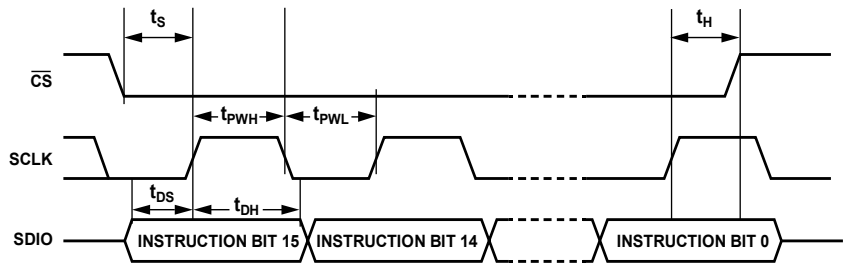 tS
tH
CS
tPWH
tPWL
SCLK
tDS
tDH
SDIO
INSTRUCTION BIT 15
INSTRUCTION BIT 14
INSTRUCTION BIT 0